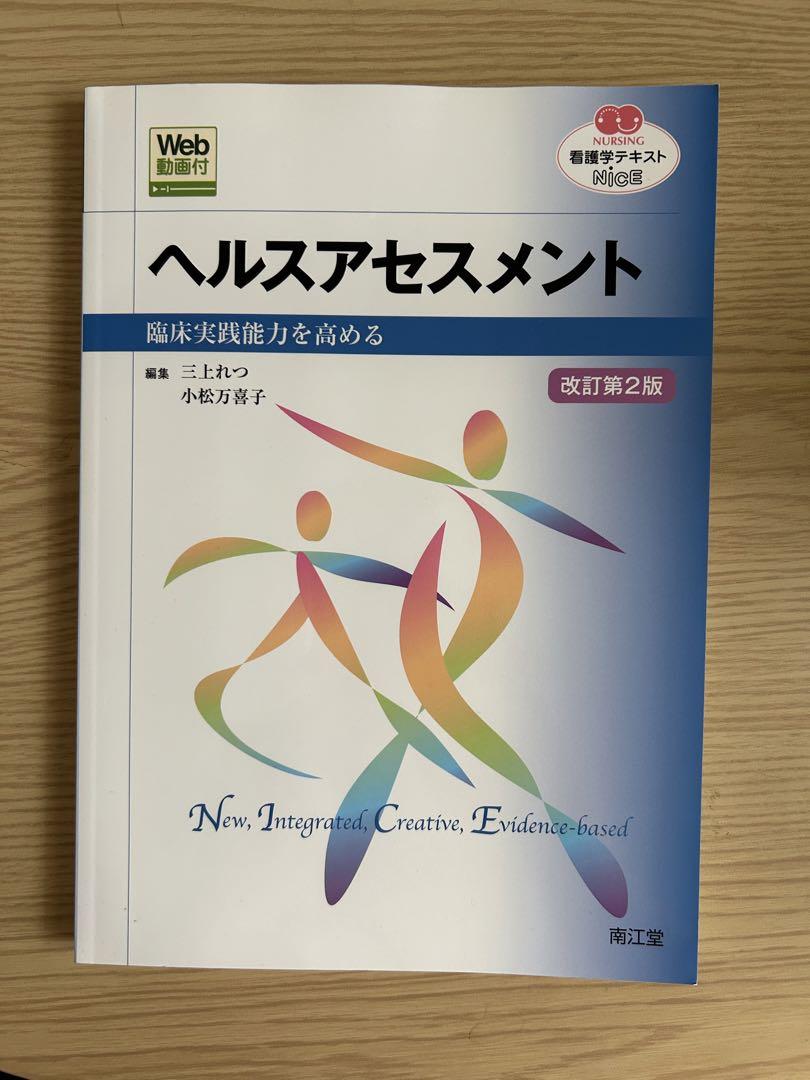 Web
動画付
NURSING
看護学テキスト
NiCE
ヘルスアセスメント
臨床実践能力を高める
編集 三上れつ
小松万喜子
改訂第2版
New, Integrated, Creative, Evidence-based
南江堂